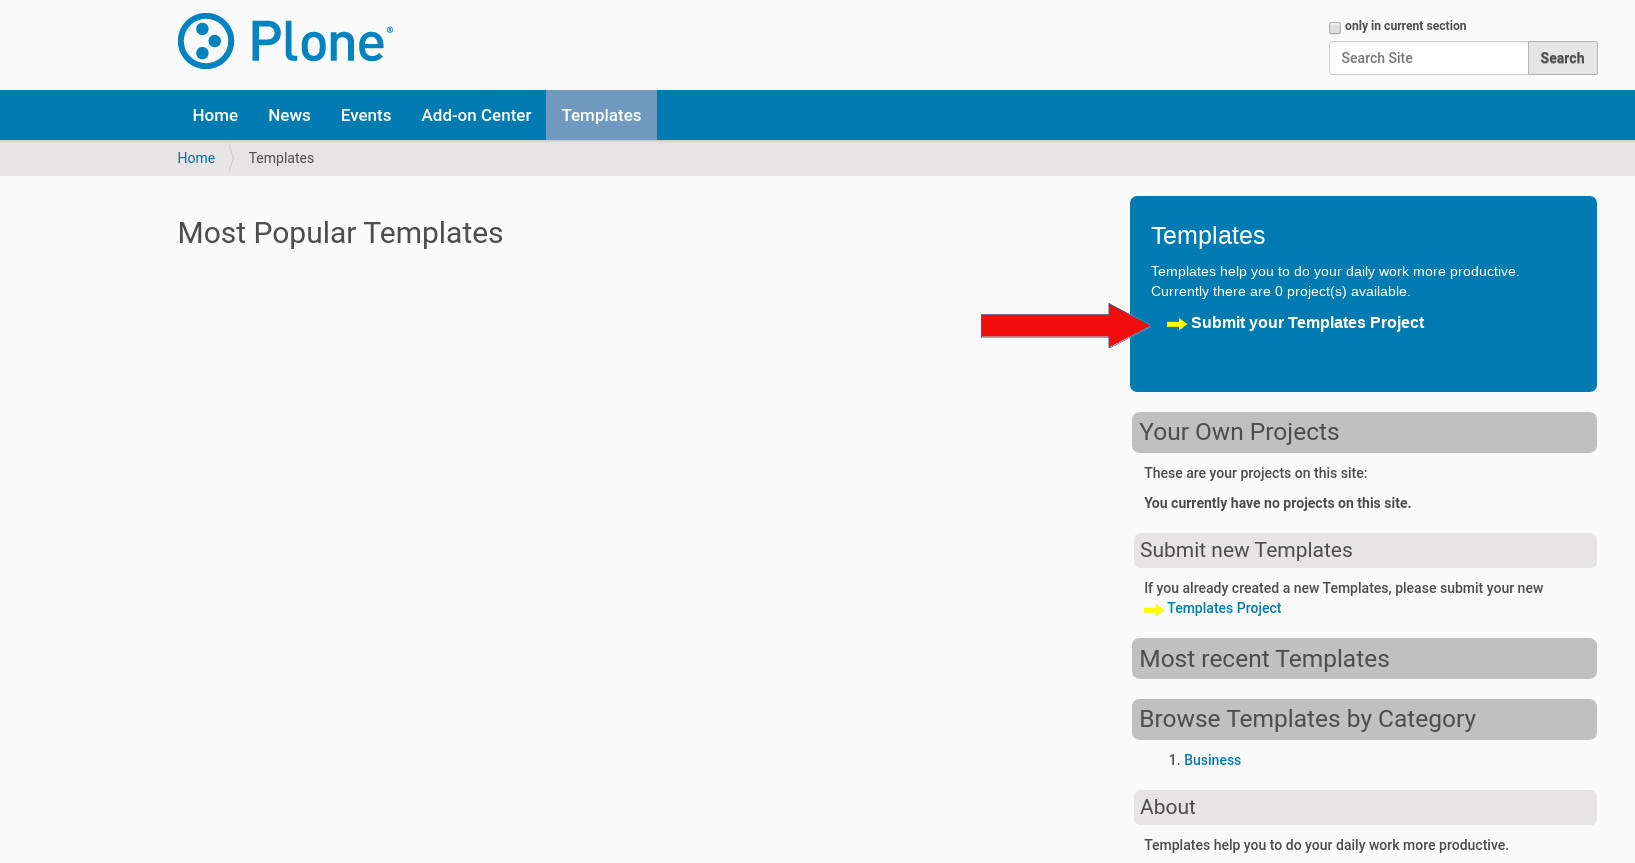 Plone®
only in current section
Search Site
Search
Home
News
Events
Add-on Center
Templates
Home
Templates
Most Popular Templates
Templates
Templates help you to do your daily work more productive.
Currently there are 0 project(s) available.
Submit your Templates Project
Your Own Projects
These are your projects on this site:
You currently have no projects on this site.
Submit new Templates
If you already created a new Templates, please submit your new
Templates Project
Most recent Templates
Browse Templates by Category
1. Business
About
Templates help you to do your daily work more productive.